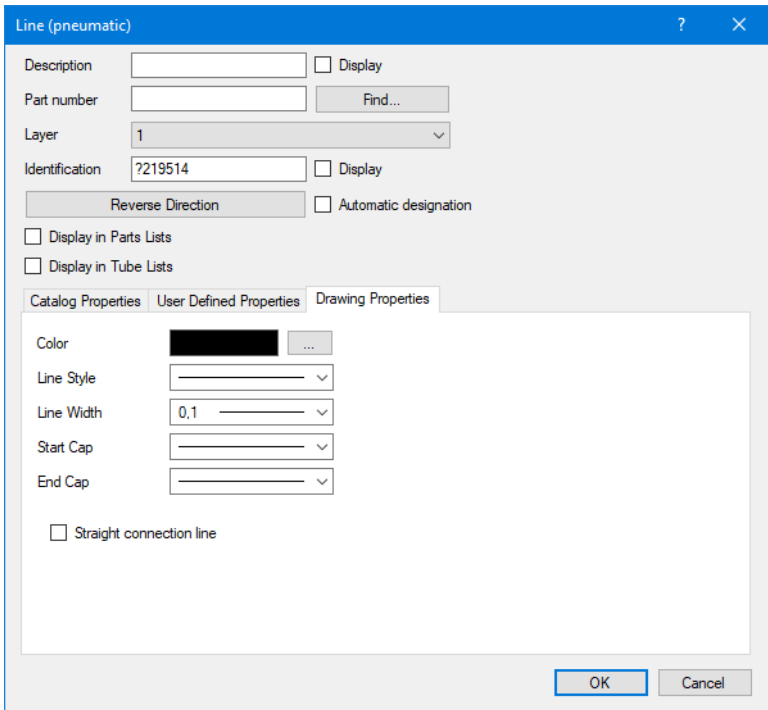 Line (pneumatic) ?
Description Display
Part number Find...
Layer 1
Identification ?219514 Display
Reverse Direction Automatic designation
Display in Parts Lists
Display in Tube Lists
Catalog Properties User Defined Properties Drawing Properties
Color ...
Line Style
Line Width 0,1
Start Cap
End Cap
Straight connection line
OK Cancel